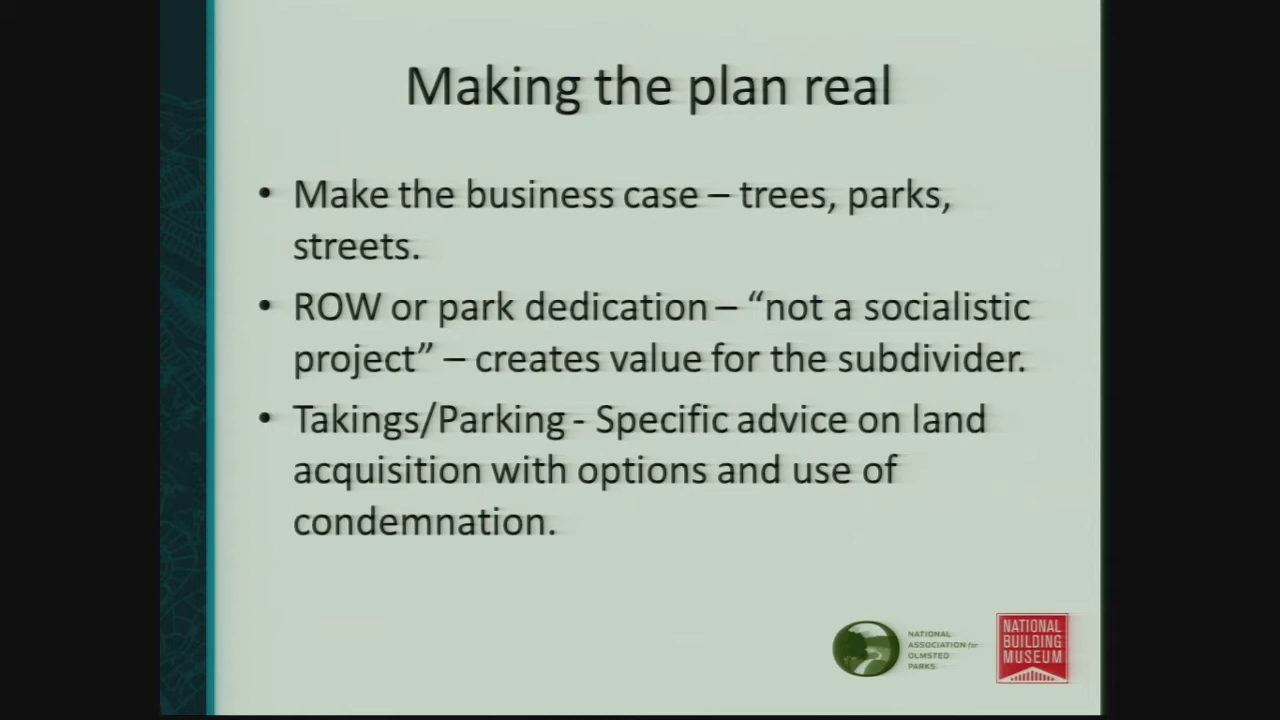 Making the plan real
• Make the business case – trees, parks,
streets.
• ROW or park dedication – “not a socialistic
project” – creates value for the subdivider.
• Takings/Parking - Specific advice on land
acquisition with options and use of
condemnation.
NATIONAL
ASSOCIATION for
OLMSTED
PARKS
NATIONAL
BUILDING
MUSEUM